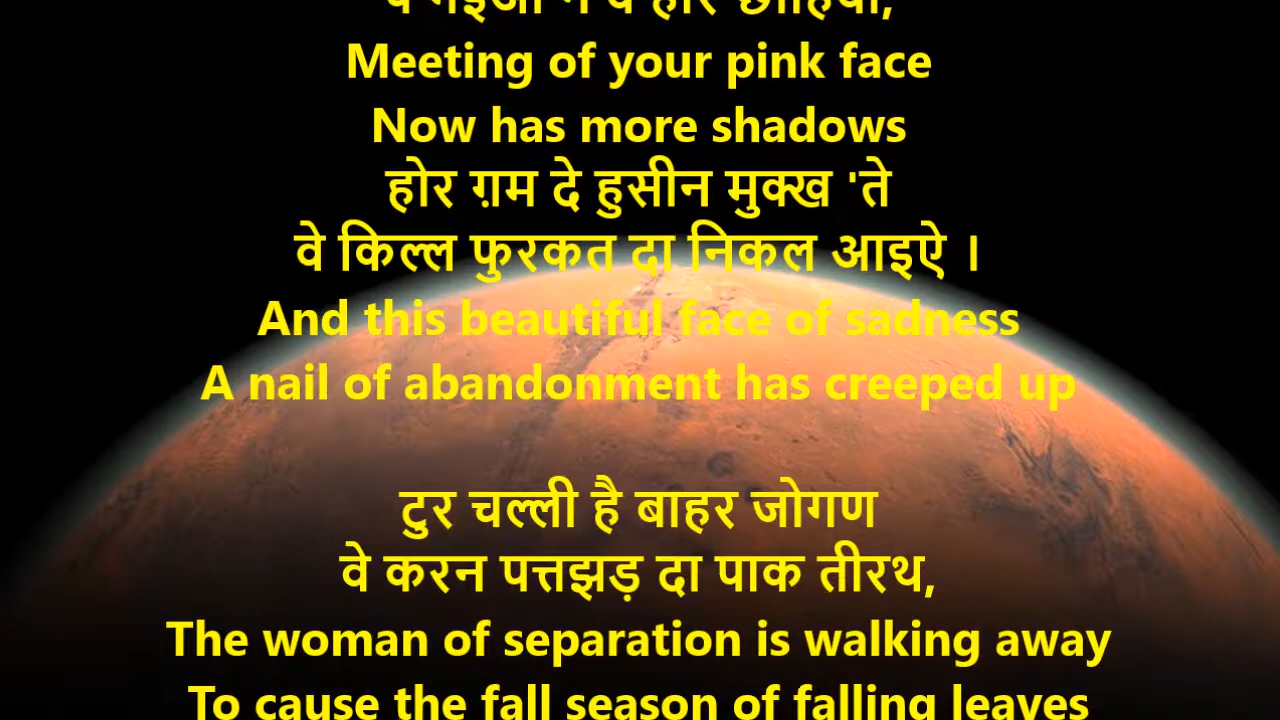 Meeting of your pink face
Now has more shadows
होर ग़म दे हुसीन मुक्ख 'ते
वे किल्ल फुरकत दा निकल आइऐ ।
And this beautiful face of sadness
A nail of abandonment has creeped up
टुर चल्ली है बाहर जोगण
वे करन पत्तझड़ दा पाक तीरथ,
The woman of separation is walking away
To cause the fall season of falling leaves